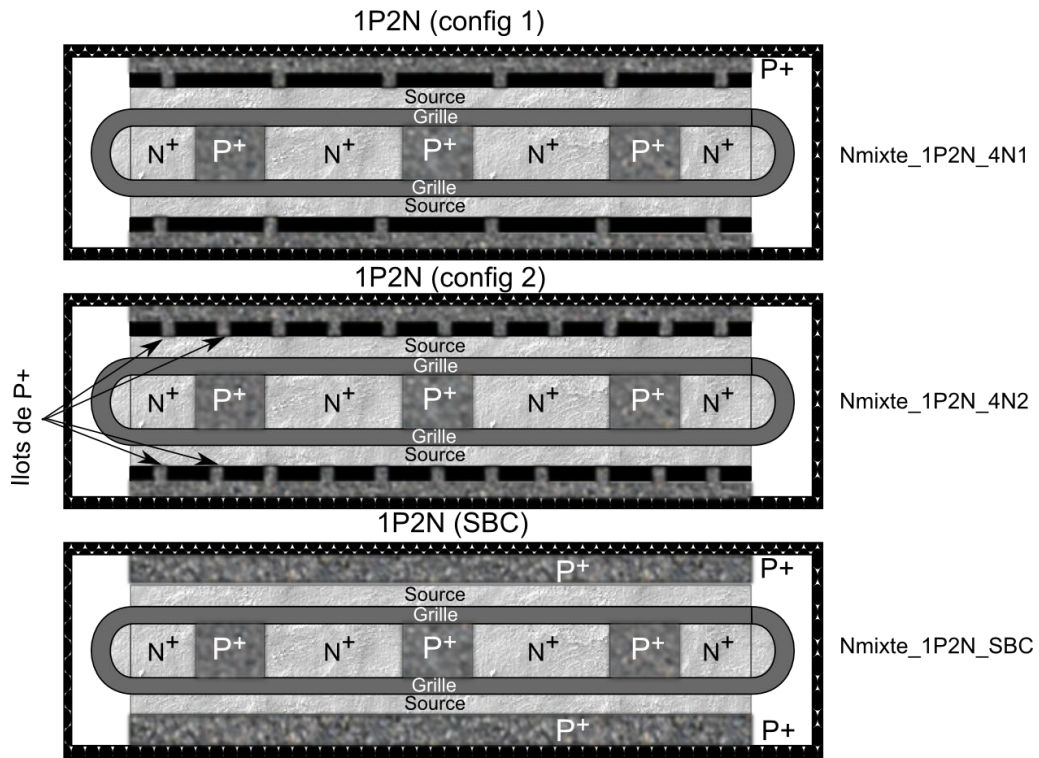 1P2N (config 1)
P+
Source
Grille
N+ P+ N+ P+ N+ P+ N+
Grille
Source
Nmixte_1P2N_4N1
1P2N (config 2)
Source
Grille
N+ P+ N+ P+ N+ P+ N+
Grille
Source
Ilots de P+
Nmixte_1P2N_4N2
1P2N (SBC)
P+ P+
Source
Grille
N+ P+ N+ P+ N+ P+ N+
Grille
Source
P+ P+
Nmixte_1P2N_SBC